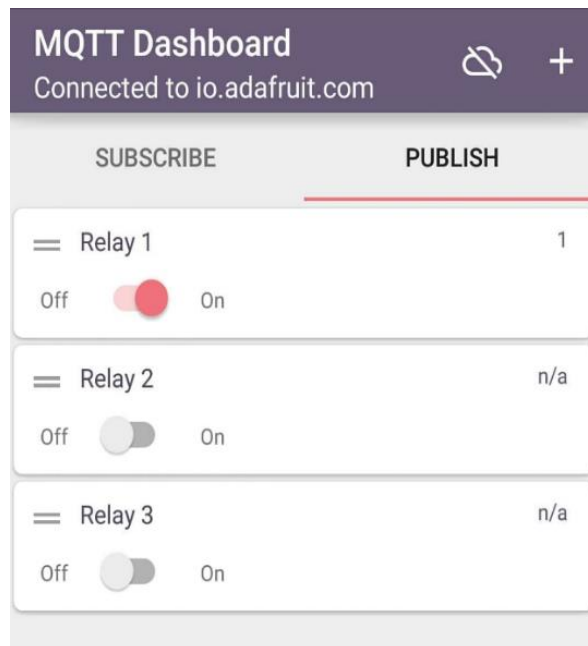 MQTT Dashboard
Connected to io.adafruit.com
SUBSCRIBE PUBLISH
Relay 1 1
Off On
Relay 2 n/a
Off On
Relay 3 n/a
Off On